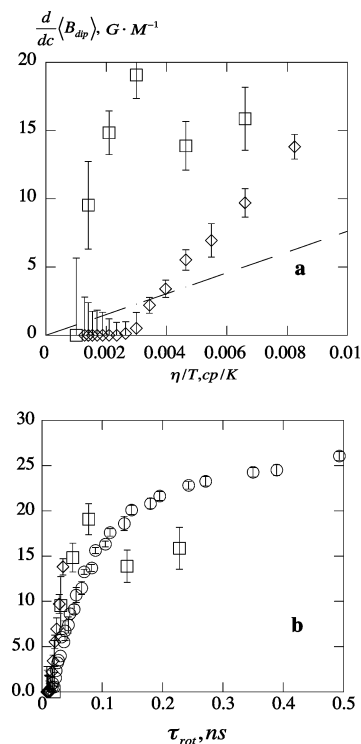 d/dc ⟨B_dip⟩, G · M⁻¹
20
15
10
5
0
a
0 0.002 0.004 0.006 0.008 0.01
η/T,cp/K
30
25
20
15
10
5.0
0.0
b
0 0.1 0.2 0.3 0.4 0.5
τ_rot, ns